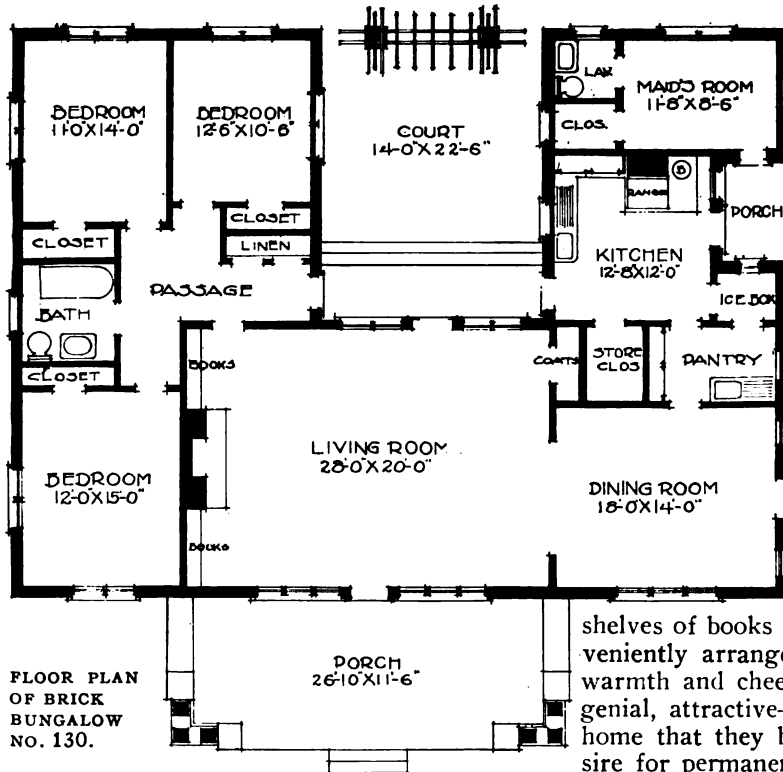 BEDROOM
11'-0"X14'-0"
BEDROOM
12'-6"X10'-6"
COURT
14'-0"X22'-6"
LAV.
MAID'S ROOM
11'-8"X8'-6"
CLOS.
RANGE
B
PORCH
CLOSET
CLOSET
LINEN
KITCHEN
12'-8"X12'-0"
PASSAGE
ICE BOX
BATH
CLOSET
BOOKS
COATS
STORE
CLOS
PANTRY
BEDROOM
12'-0"X15'-0"
LIVING ROOM
28'-0"X20'-0"
DINING ROOM
18'-0"X14'-0"
BOOKS
PORCH
26'-10"X11'-6"
FLOOR PLAN
OF BRICK
BUNGALOW
NO. 130.
shelves of books
veniently arrange
warmth and chee
genial, attractive-
home that they b
sire for permanen